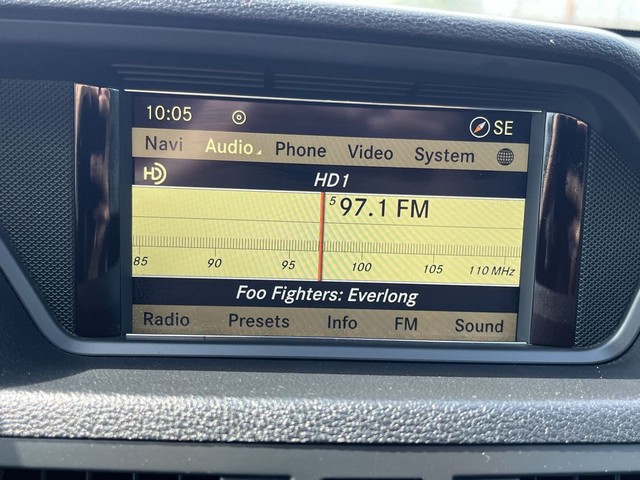 10:05 SE
Navi Audio Phone Video System
HD HD1
5 97.1 FM
85 90 95 100 105 110 MHz
Foo Fighters: Everlong
Radio Presets Info FM Sound